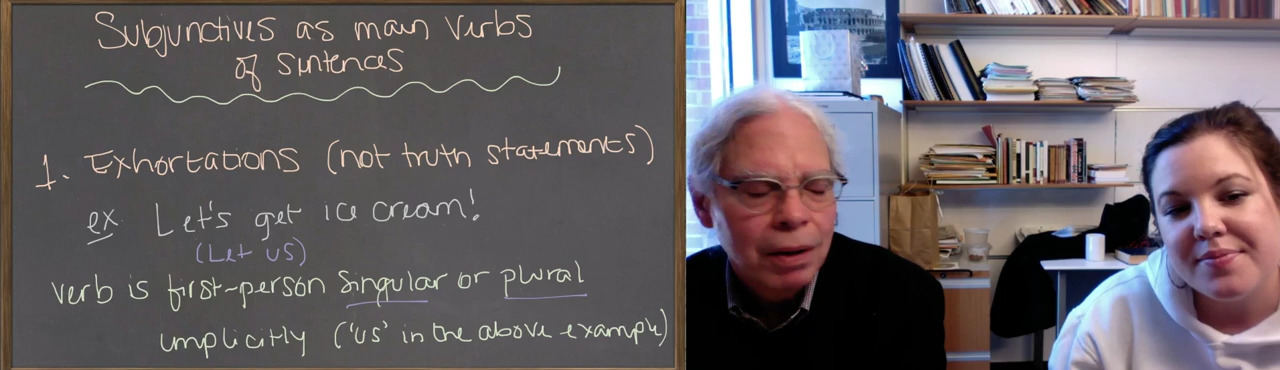 Subjunctives as main verbs
of sentences
1. Exhortations (not truth statements)
ex Let's get ice cream!
(Let us)
verb is first-person singular or plural
implicitly ('us' in the above example)